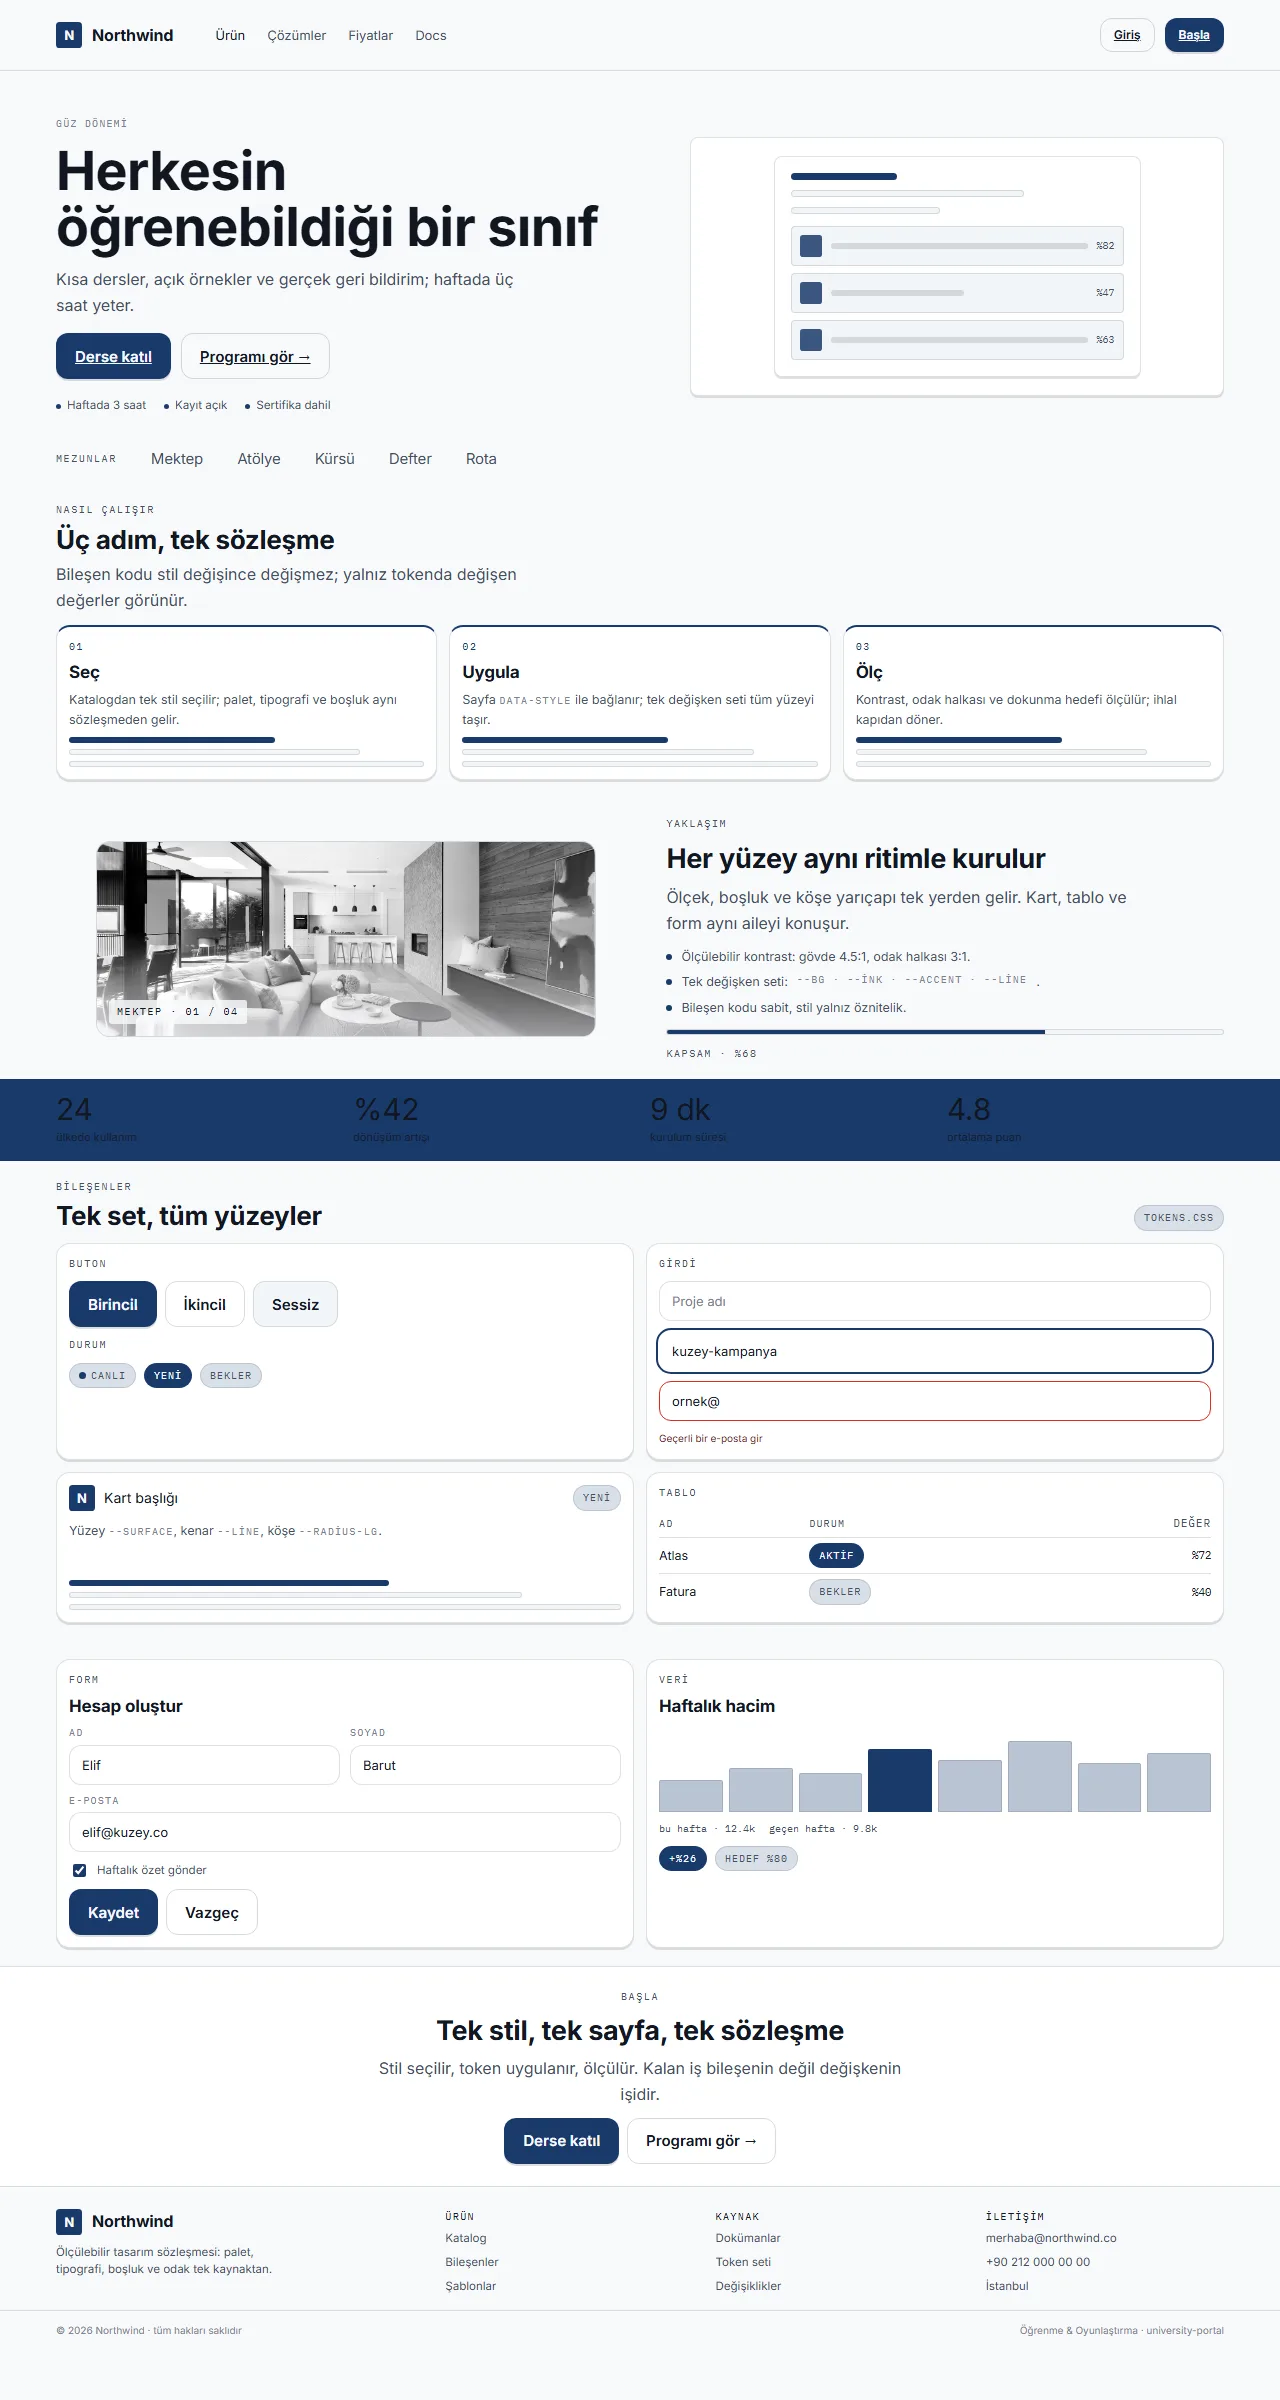 N Northwind Ürün Çözümler Fiyatlar Docs Giriş Başla
GÜZ DÖNEMİ
Herkesin
öğrenebildiği bir sınıf
Kısa dersler, açık örnekler ve gerçek geri bildirim; haftada üç
saat yeter.
Derse katıl Programı gör →
Haftada 3 saat Kayıt açık Sertifika dahil
%82
%47
%63
MEZUNLAR Mektep Atölye Kürsü Defter Rota
NASIL ÇALIŞIR
Üç adım, tek sözleşme
Bileşen kodu stil değişince değişmez; yalnız tokenda değişen
değerler görünür.
01
Seç
Katalogdan tek stil seçilir; palet, tipografi ve boşluk aynı
sözleşmeden gelir.
02
Uygula
Sayfa DATA-STYLE ile bağlanır; tek değişken seti tüm yüzeyi
taşır.
03
Ölç
Kontrast, odak halkası ve dokunma hedefi ölçülür; ihlal
kapıdan döner.
MEKTEP · 01 / 04
YAKLAŞIM
Her yüzey aynı ritimle kurulur
Ölçek, boşluk ve köşe yarıçapı tek yerden gelir. Kart, tablo ve
form aynı aileyi konuşur.
Ölçülebilir kontrast: gövde 4.5:1, odak halkası 3:1.
Tek değişken seti: --BG · --İNK · --ACCENT · --LİNE .
Bileşen kodu sabit, stil yalnız öznitelik.
KAPSAM · %68
24 %42 9 dk 4.8
ülkede kullanım dönüşüm artışı kurulum süresi ortalama puan
BİLEŞENLER
Tek set, tüm yüzeyler
TOKENS.CSS
BUTON
Birincil İkincil Sessiz
DURUM
CANLI YENİ BEKLER
GİRDİ
Proje adı
kuzey-kampanya
ornek@
Geçerli bir e-posta gir
N Kart başlığı YENİ
Yüzey --SURFACE, kenar --LİNE, köşe --RADİUS-LG.
TABLO
AD DURUM DEĞER
Atlas AKTİF %72
Fatura BEKLER %40
FORM
Hesap oluştur
AD SOYAD
Elif Barut
E-POSTA
elif@kuzey.co
Haftalık özet gönder
Kaydet Vazgeç
VERİ
Haftalık hacim
bu hafta · 12.4k geçen hafta · 9.8k
+%26 HEDEF %80
BAŞLA
Tek stil, tek sayfa, tek sözleşme
Stil seçilir, token uygulanır, ölçülür. Kalan iş bileşenin değil değişkenin
işidir.
Derse katıl Programı gör →
N Northwind
Ölçülebilir tasarım sözleşmesi: palet,
tipografi, boşluk ve odak tek kaynaktan.
ÜRÜN
Katalog
Bileşenler
Şablonlar
KAYNAK
Dokümanlar
Token seti
Değişiklikler
İLETİŞİM
merhaba@northwind.co
+90 212 000 00 00
İstanbul
© 2026 Northwind · tüm hakları saklıdır
Öğrenme & Oyunlaştırma · university-portal